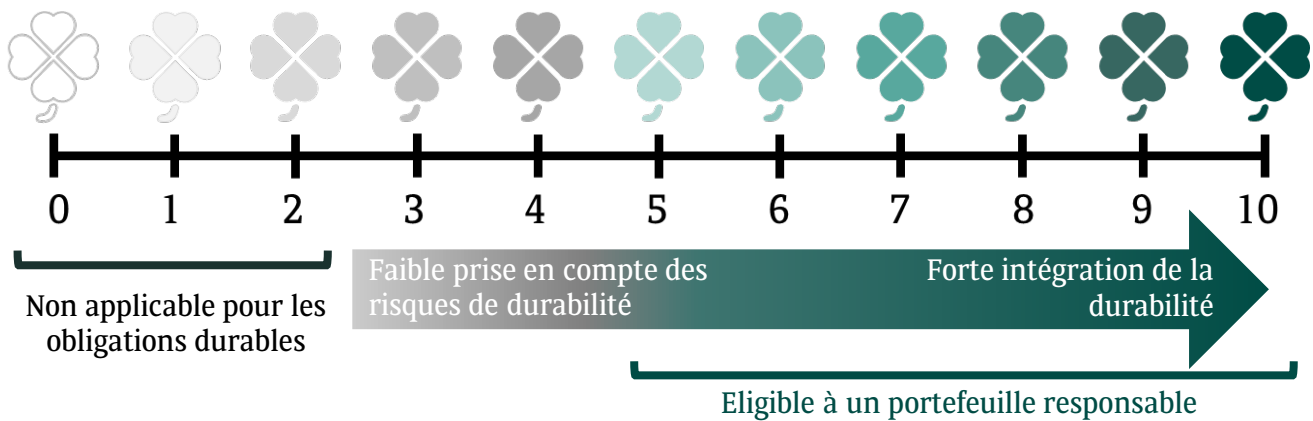 0 1 2 3 4 5 6 7 8 9 10
Non applicable pour les
obligations durables
Faible prise en compte des
risques de durabilité
Forte intégration de la
durabilité
Eligible à un portefeuille responsable